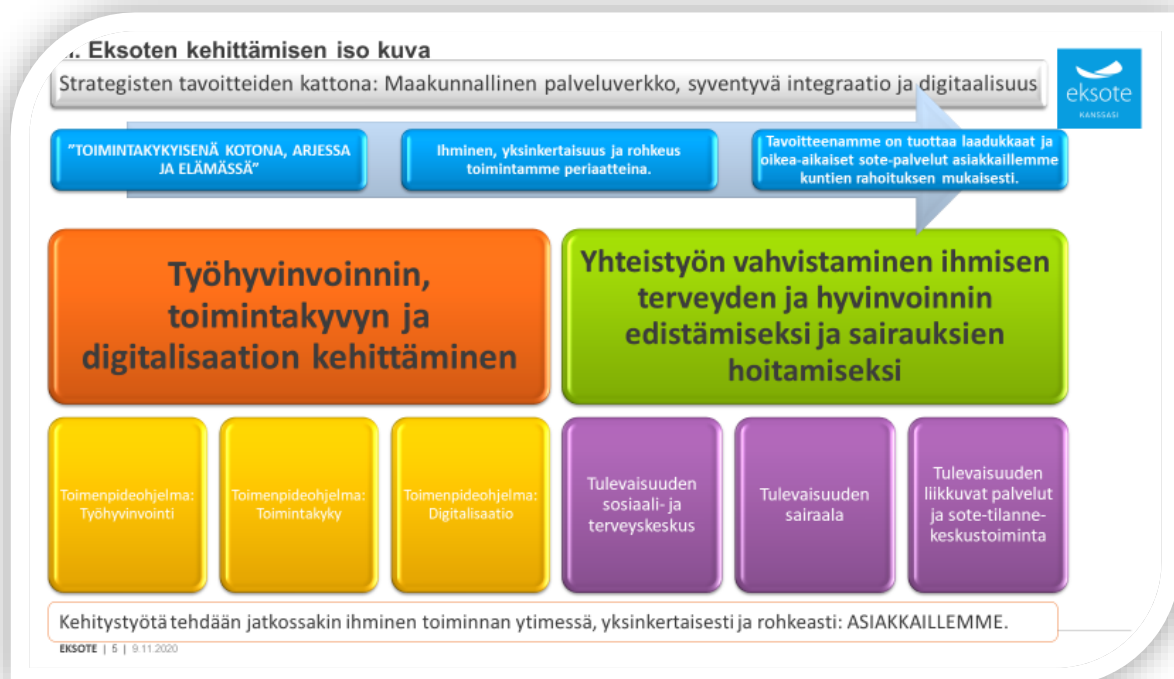 . Eksoten kehittämisen iso kuva
Strategisten tavoitteiden kattona: Maakunnallinen palveluverkko, syventyvä integraatio ja digitaalisuus
eksote
KANSSASI
”TOIMINTAKYKYISENÄ KOTONA, ARJESSA
JA ELÄMÄSSÄ”
Ihminen, yksinkertaisuus ja rohkeus
toimintamme periaatteina.
Tavoitteenamme on tuottaa laadukkaat ja
oikea-aikaiset sote-palvelut asiakkaillemme
kuntien rahoituksen mukaisesti.
Työhyvinvoinnin,
toimintakyvyn ja
digitalisaation kehittäminen
Yhteistyön vahvistaminen ihmisen
terveyden ja hyvinvoinnin
edistämiseksi ja sairauksien
hoitamiseksi
Toimenpideohjelma:
Työhyvinvointi
Toimenpideohjelma:
Toimintakyky
Toimenpideohjelma:
Digitalisaatio
Tulevaisuuden
sosiaali- ja
terveyskeskus
Tulevaisuuden
sairaala
Tulevaisuuden
liikkuvat palvelut
ja sote-tilanne-
keskustoiminta
Kehitystyötä tehdään jatkossakin ihminen toiminnan ytimessä, yksinkertaisesti ja rohkeasti: ASIAKKAILLEMME.
EKSOTE | 5 | 9.11.2020